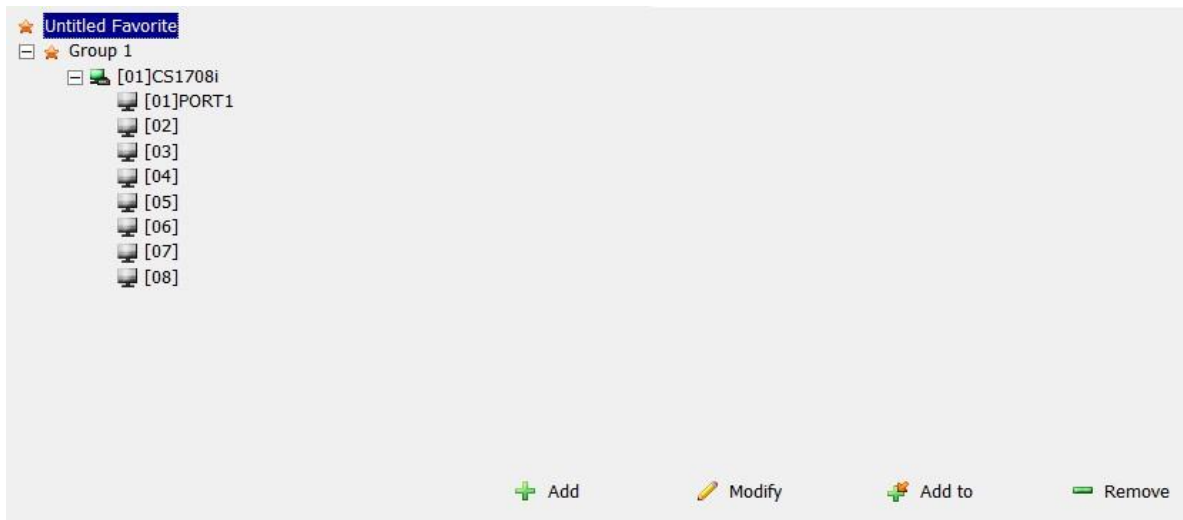 Untitled Favorite
Group 1
[01]CS1708i
[01]PORT1
[02]
[03]
[04]
[05]
[06]
[07]
[08]
Add Modify Add to Remove